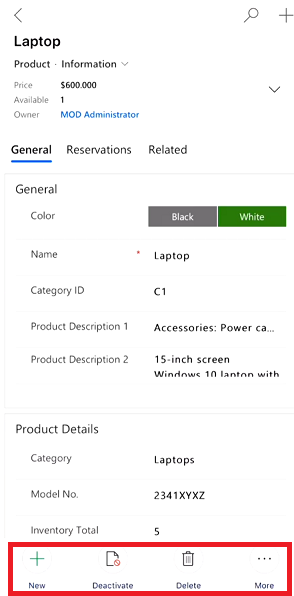 Laptop
Product · Information
Price $600.000
Available 1
Owner MOD Administrator
General Reservations Related
General
Color Black White
Name * Laptop
Category ID C1
Product Description 1 Accessories: Power ca...
Product Description 2 15-inch screen
Windows 10 laptop with
Product Details
Category Laptops
Model No. 2341XYXZ
Inventory Total 5
New Deactivate Delete More